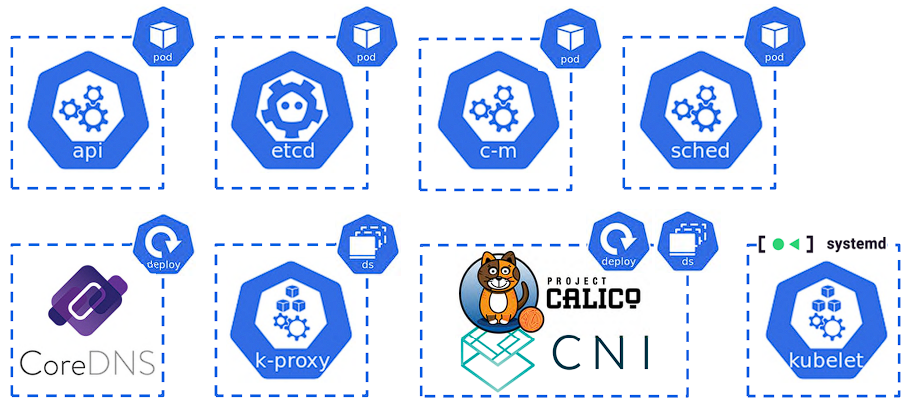 pod
pod
pod
pod
api
etcd
c-m
sched
deploy
ds
deploy
ds
[ ● ◀ ] systemd
PROJECT
CALICO
CoreDNS
k-proxy
CNI
kubelet